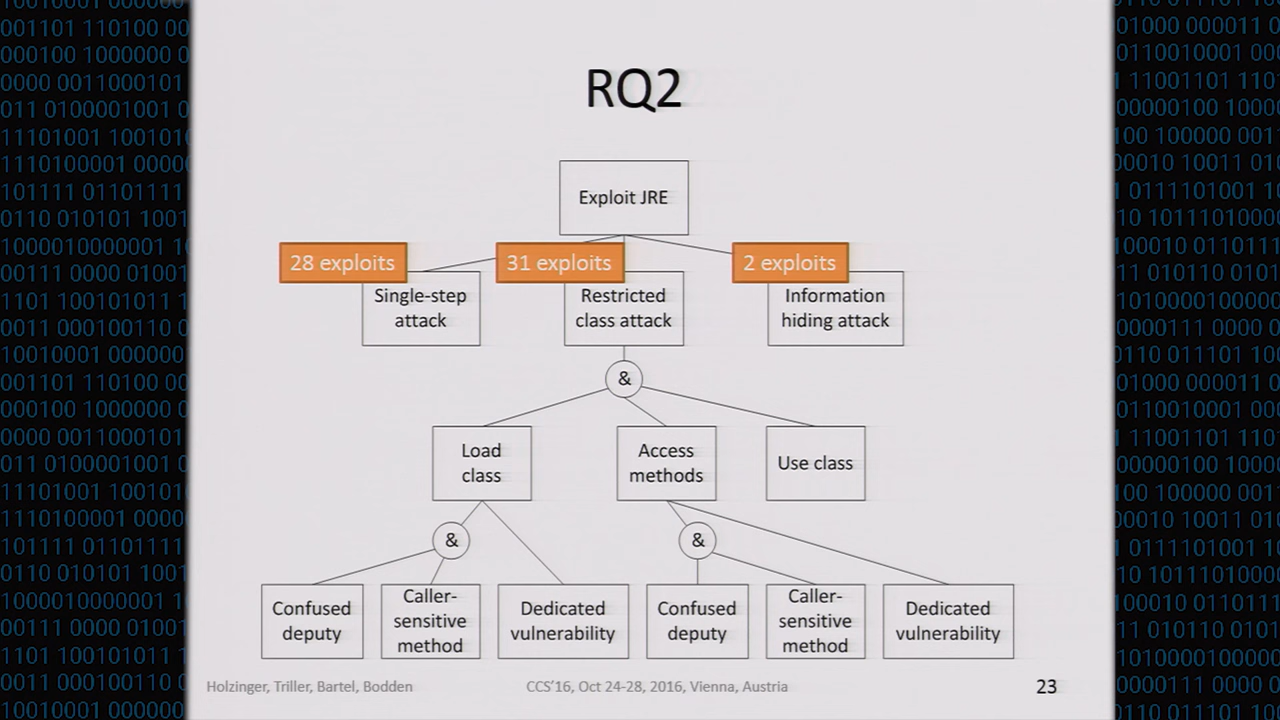 RQ2
Exploit JRE
28 exploits
31 exploits
2 exploits
Single-step
attack
Restricted
class attack
Information
hiding attack
&
Load
class
Access
methods
Use class
&
&
Confused
deputy
Caller-
sensitive
method
Dedicated
vulnerability
Confused
deputy
Caller-
sensitive
method
Dedicated
vulnerability
Holzinger, Triller, Bartel, Bodden
CCS'16, Oct 24-28, 2016, Vienna, Austria
23